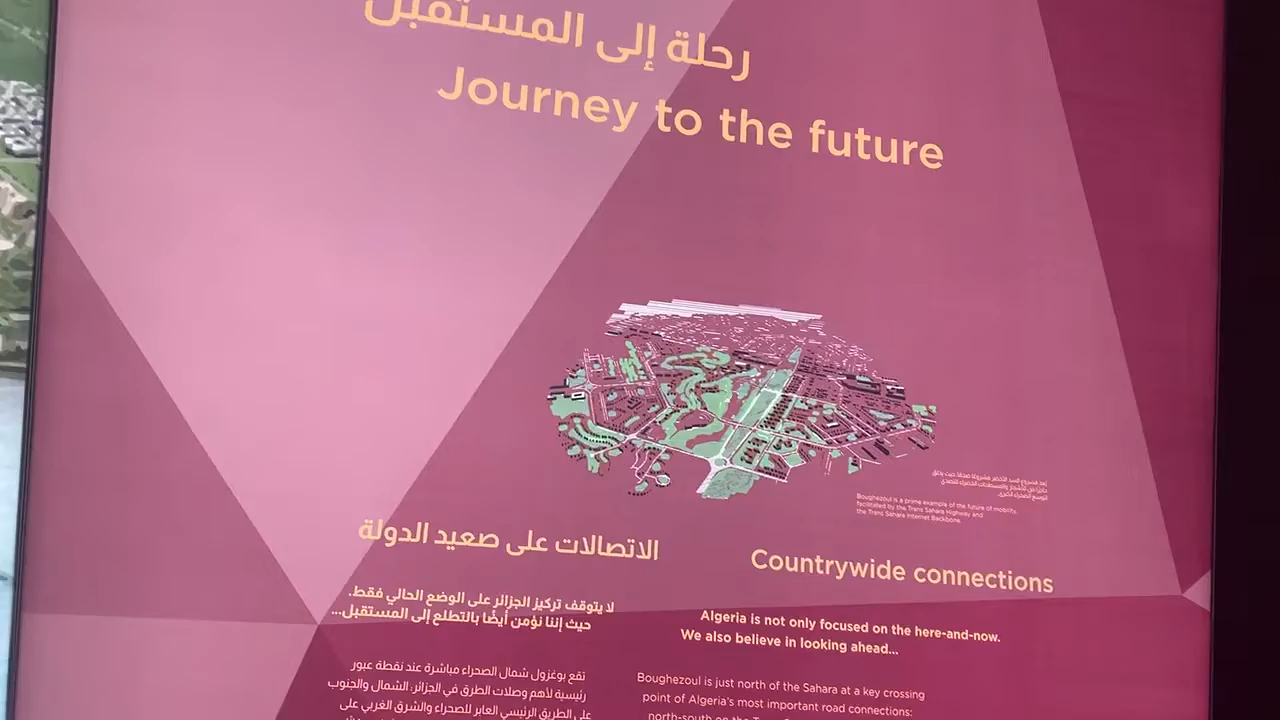 رحلة إلى المستقبل
Journey to the future
Boughezoul is a prime example of the future of mobility,
facilitated by the Trans Sahara Highway and
the Trans Sahara Internet Backbone.
الاتصالات على صعيد الدولة
لا يتوقف تركيز الجزائر على الوضع الحالي فقط.
حيث إننا نؤمن أيضًا بالتطلع إلى المستقبل...
تقع بوغزول شمال الصحراء مباشرة عند نقطة عبور
رئيسية لأهم وصلات الطرق في الجزائر: الشمال والجنوب
على الطريق الرئيسي العابر للصحراء والشرق الغربي على
Countrywide connections
Algeria is not only focused on the here-and-now.
We also believe in looking ahead...
Boughezoul is just north of the Sahara at a key crossing
point of Algeria's most important road connections:
north-south on the Trans